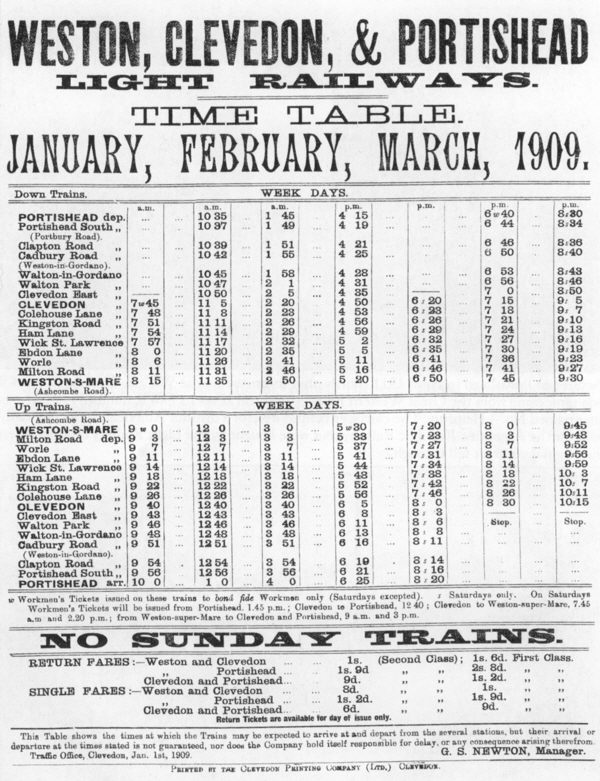 WESTON, CLEVEDON, & PORTISHEAD
LIGHT RAILWAYS.
TIME TABLE.
JANUARY, FEBRUARY, MARCH, 1909.
Down Trains. WEEK DAYS.
a.m. a.m. a.m. p.m. p.m. p.m. p.m.
PORTISHEAD dep. ... ... 10 35 ... 1 45 ... 4 15 ... ... 6 w 40 ... 8 s 30
Portishead South „ ... ... 10 37 ... 1 49 ... 4 19 ... ... 6 44 ... 8 s 34
(Portbury Road).
Clapton Road „ ... ... 10 39 ... 1 51 ... 4 21 ... ... 6 46 ... 8 s 36
Cadbury Road „ ... ... 10 42 ... 1 55 ... 4 25 ... ... 6 50 ... 8 s 40
(Weston-in-Gordano).
Walton-in-Gordano ... ... 10 45 ... 1 58 ... 4 28 ... ... 6 53 ... 8 s 43
Walton Park „ ... ... 10 47 ... 2 1 ... 4 31 ... ... 6 56 ... 8 s 46
Clevedon East „ ... 10 50 ... 2 5 ... 4 35 ... ... 7 0 ... 8 s 50
CLEVEDON „ 7 w 45 ... 11 5 ... 2 20 ... 4 50 ... 6 s 20 ... 7 15 ... 9 s 5
Colehouse Lane „ 7 48 ... 11 8 ... 2 23 ... 4 53 ... 6 s 23 ... 7 18 ... 9 s 7
Kingston Road „ 7 51 ... 11 11 ... 2 26 ... 4 56 ... 6 s 26 ... 7 21 ... 9 s 10
Ham Lane „ 7 54 ... 11 14 ... 2 29 ... 4 59 ... 6 s 29 ... 7 24 ... 9 s 13
Wick St. Lawrence 7 57 ... 11 17 ... 2 32 ... 5 2 ... 6 s 32 ... 7 27 ... 9 s 16
Ebdon Lane „ 8 0 ... 11 20 ... 2 35 ... 5 5 ... 6 s 35 ... 7 30 ... 9 s 19
Worle „ 8 6 ... 11 26 ... 2 41 ... 5 11 ... 6 s 41 ... 7 36 ... 9 s 23
Milton Road „ 8 11 ... 11 31 ... 2 46 ... 5 16 ... 6 s 46 ... 7 41 ... 9 s 27
WESTON-S-MARE 8 15 ... 11 35 ... 2 50 ... 5 20 ... 6 s 50 ... 7 45 ... 9 s 30
(Ashcombe Road).
Up Trains. WEEK DAYS.
(Ashcombe Road).
WESTON-S-MARE 9 w 0 ... 12 0 ... 3 0 ... 5 w 30 ... 7 s 20 ... 8 0 ... 9 s 45
Milton Road dep. 9 3 ... 12 3 ... 3 3 ... 5 33 ... 7 s 23 ... 8 3 ... 9 s 48
Worle „ 9 7 ... 12 7 ... 3 7 ... 5 37 ... 7 s 27 ... 8 7 ... 9 s 52
Ebdon Lane „ 9 11 ... 12 11 ... 3 11 ... 5 41 ... 7 s 31 ... 8 11 ... 9 s 56
Wick St. Lawrence 9 14 ... 12 14 ... 3 14 ... 5 44 ... 7 s 34 ... 8 14 ... 9 s 59
Ham Lane „ 9 18 ... 12 18 ... 3 18 ... 5 48 ... 7 s 38 ... 8 18 ... 10 s 3
Kingston Road „ 9 22 ... 12 22 ... 3 22 ... 5 52 ... 7 s 42 ... 8 22 ... 10 s 7
Colehouse Lane „ 9 26 ... 12 26 ... 3 26 ... 5 56 ... 7 s 46 ... 8 26 ... 10 s 11
CLEVEDON „ 9 40 ... 12 40 ... 3 40 ... 6 5 ... 8 s 0 ... 8 30 ... 10 s 15
Clevedon East „ 9 43 ... 12 43 ... 3 43 ... 6 8 ... 8 s 3
Walton Park „ 9 46 ... 12 46 ... 3 46 ... 6 11 ... 8 s 6 ... Stop. ... Stop.
Walton-in-Gordano 9 48 ... 12 48 ... 3 48 ... 6 13 ... 8 s 8
Cadbury Road „ 9 51 ... 12 51 ... 3 51 ... 6 16 ... 8 s 11
(Weston-in-Gordano).
Clapton Road „ 9 54 ... 12 54 ... 3 54 ... 6 19 ... 8 s 14
Portishead South „ 9 56 ... 12 56 ... 3 56 ... 6 21 ... 8 s 16
PORTISHEAD arr. 10 0 ... 1 0 ... 4 0 ... 6 25 ... 8 s 20
w Workmen's Tickets issued on these trains to bonâ fide Workmen only (Saturdays excepted). s Saturdays only. On Saturdays
Workmen's Tickets will be issued from Portishead. 1.45 p.m.; Clevedon to Portishead, 12 40; Clevedon to Weston-super-Mare, 7.45
a.m and 2.20 p.m.; from Weston-super-Mare to Clevedon and Portishead, 9 a.m. and 3 p.m.
NO SUNDAY TRAINS.
RETURN FARES:—Weston and Clevedon ... ... 1s. (Second Class); 1s. 6d. First Class.
„ Portishead ... ... 1s. 9d „ „ 2s. 8d. „ „
Clevedon and Portishead... ... 9d. „ „ 1s. 2d. „ „
SINGLE FARES:—Weston and Clevedon ... ... 8d. „ „ 1s. „ „
„ Portishead ... ... 1s. 2d. „ „ 1s. 9d. „ „
Clevedon and Portishead... ... 6d. „ „ 9d. „ „
Return Tickets are available for day of issue only.
This Table shows the times at which the Trains may be expected to arrive at and depart from the several stations, but their arrival or
departure at the times stated is not guaranteed, nor does the Company hold itself responsible for delay, or any consequence arising therefrom.
Traffic Office, Clevedon, Jan. 1st, 1909. G. S. NEWTON, Manager.
PRINTED BY THE CLEVEDON PRINTING COMPANY (LTD.,) CLEVEDON.